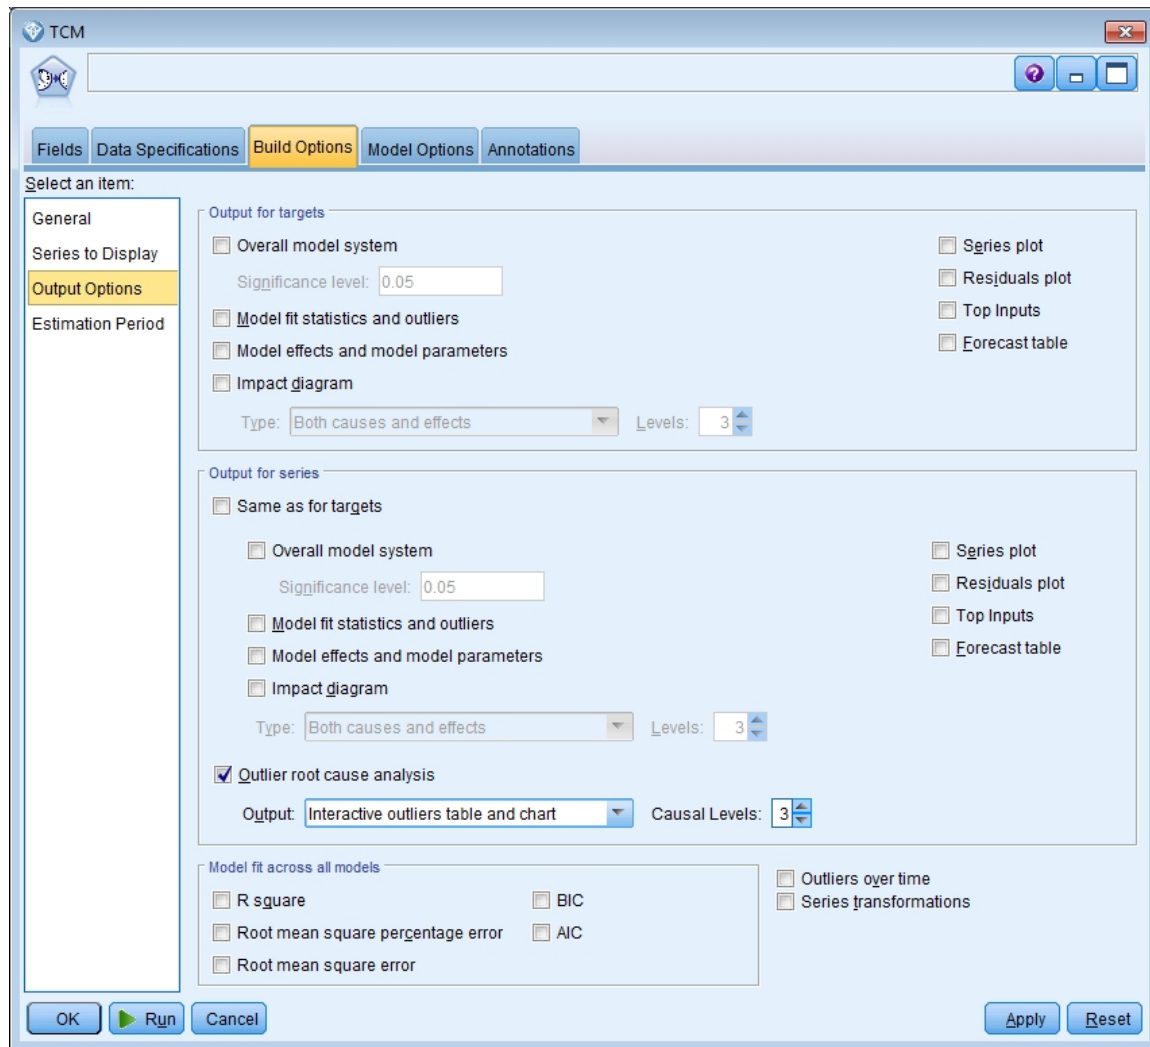 TCM
Fields Data Specifications Build Options Model Options Annotations
Select an item:
General
Series to Display
Output Options
Estimation Period
Output for targets
Overall model system
Significance level: 0.05
Model fit statistics and outliers
Model effects and model parameters
Impact diagram
Type: Both causes and effects Levels: 3
Series plot
Residuals plot
Top Inputs
Forecast table
Output for series
Same as for targets
Overall model system
Significance level: 0.05
Model fit statistics and outliers
Model effects and model parameters
Impact diagram
Type: Both causes and effects Levels: 3
Series plot
Residuals plot
Top Inputs
Forecast table
Outlier root cause analysis
Output: Interactive outliers table and chart Causal Levels: 3
Model fit across all models
R square BIC
Root mean square percentage error AIC
Root mean square error
Outliers over time
Series transformations
OK Run Cancel Apply Reset